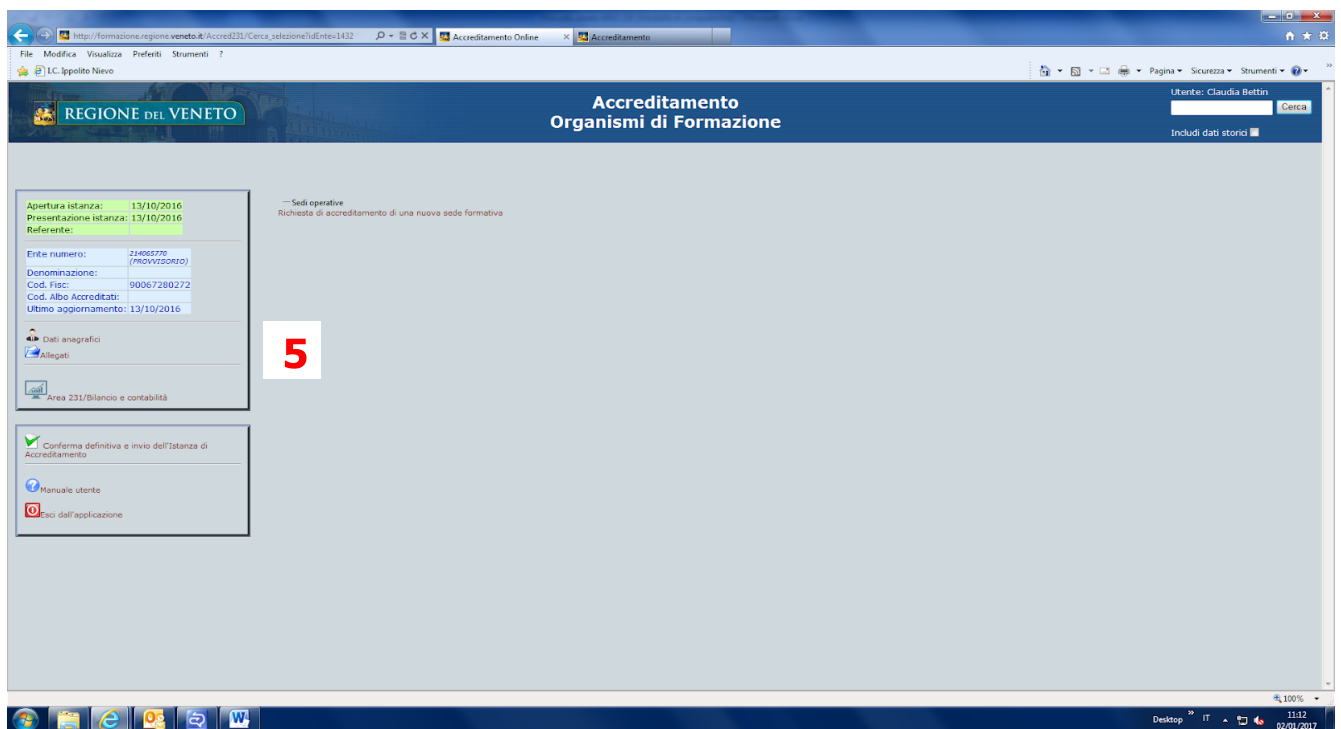 http://formazione.regione.veneto.it/Accred231/Cerca_selezione?idEnte=1432
Accreditamento Online
Accreditamento
File Modifica Visualizza Preferiti Strumenti ?
I.C. Ippolito Nievo
Pagina Sicurezza Strumenti
REGIONE DEL VENETO
Accreditamento
Organismi di Formazione
Utente: Claudia Bettin
Cerca
Includi dati storici
Apertura istanza: 13/10/2016
Presentazione istanza: 13/10/2016
Referente:
Ente numero: 214065770
(PROVVISORIO)
Denominazione:
Cod. Fisc: 90067280272
Cod. Albo Accreditati:
Ultimo aggiornamento: 13/10/2016
Dati anagrafici
Allegati
Area 231/Bilancio e contabilità
Sedi operative
Richiesta di accreditamento di una nuova sede formativa
5
Conferma definitiva e invio dell'Istanza di
Accreditamento
Manuale utente
Esci dall'applicazione
100%
Desktop IT
11:12
02/01/2017